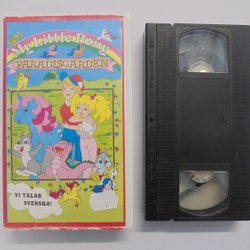 My Little Pony
PARADISGÅRDEN
VI TALAR
SVENSKA!